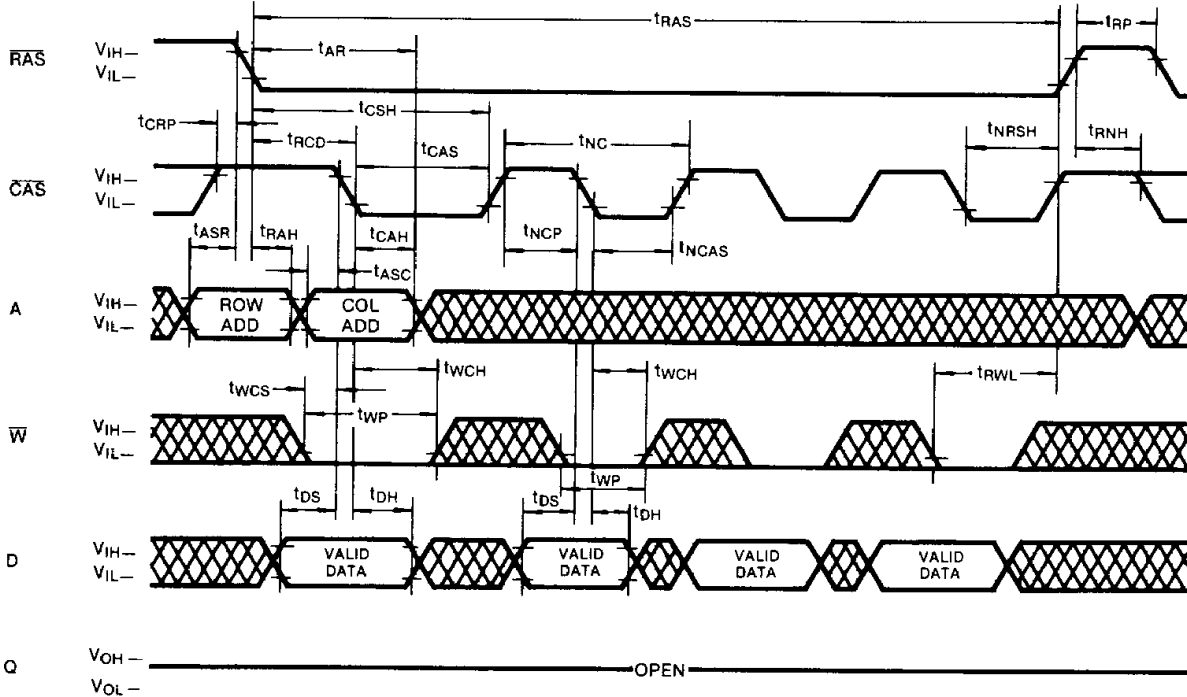 tRAS
tRP
RAS
VIH
VIL
tAR
tCSH
tCRP
tRCD
tCAS
tNC
tNRSH
tRNH
CAS
VIH
VIL
tASR
tRAH
tCAH
tNCP
tNCAS
tASC
A
VIH
VIL
ROW
ADD
COL
ADD
tWCS
tWCH
tWCH
tRWL
tWP
W
VIH
VIL
tWP
tDS
tDH
tDS
tDH
D
VIH
VIL
VALID
DATA
VALID
DATA
VALID
DATA
VALID
DATA
Q
VOH
VOL
OPEN